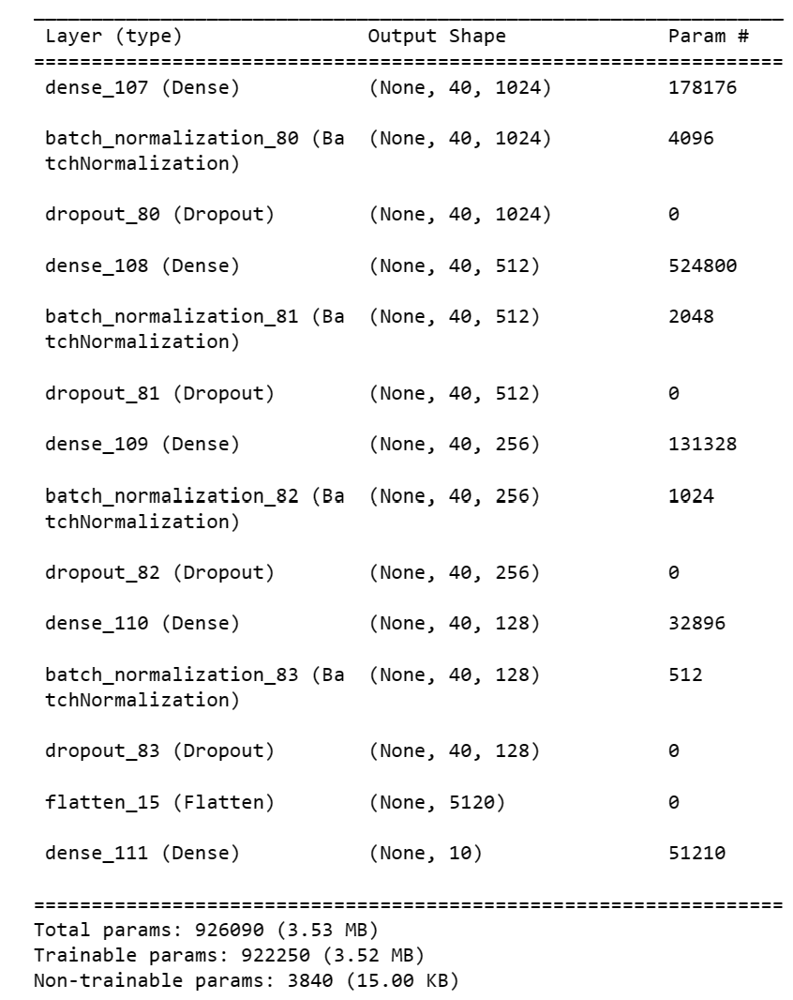 Layer (type) Output Shape Param #
dense_107 (Dense) (None, 40, 1024) 178176
batch_normalization_80 (Ba (None, 40, 1024) 4096
tchNormalization)
dropout_80 (Dropout) (None, 40, 1024) 0
dense_108 (Dense) (None, 40, 512) 524800
batch_normalization_81 (Ba (None, 40, 512) 2048
tchNormalization)
dropout_81 (Dropout) (None, 40, 512) 0
dense_109 (Dense) (None, 40, 256) 131328
batch_normalization_82 (Ba (None, 40, 256) 1024
tchNormalization)
dropout_82 (Dropout) (None, 40, 256) 0
dense_110 (Dense) (None, 40, 128) 32896
batch_normalization_83 (Ba (None, 40, 128) 512
tchNormalization)
dropout_83 (Dropout) (None, 40, 128) 0
flatten_15 (Flatten) (None, 5120) 0
dense_111 (Dense) (None, 10) 51210
Total params: 926090 (3.53 MB)
Trainable params: 922250 (3.52 MB)
Non-trainable params: 3840 (15.00 KB)